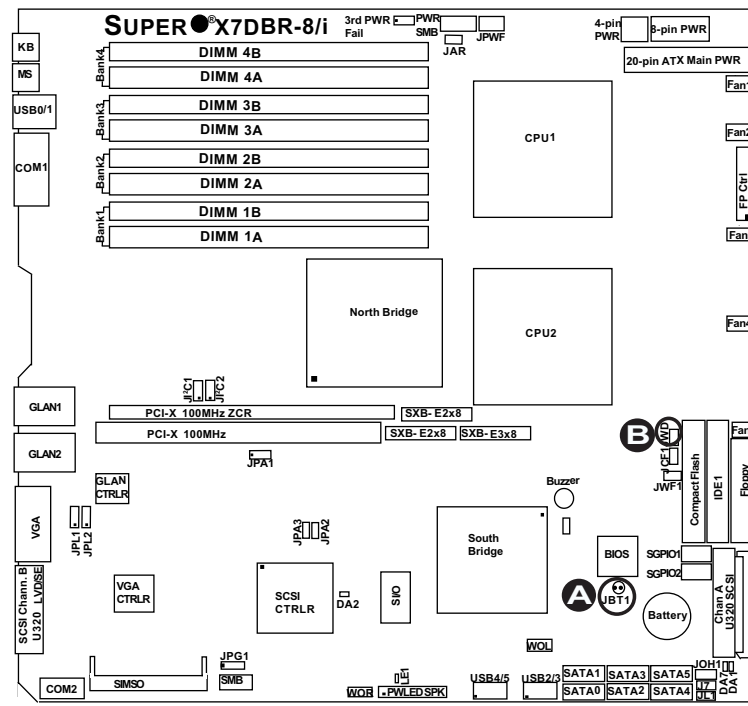 SUPER®X7DBR-8/i
3rd PWR Fail
PWR SMB
JPWF
JAR
4-pin PWR
8-pin PWR
20-pin ATX Main PWR
KB
MS
USB0/1
COM1
Bank4
DIMM 4B
DIMM 4A
Bank3
DIMM 3B
DIMM 3A
Bank2
DIMM 2B
DIMM 2A
Bank1
DIMM 1B
DIMM 1A
CPU1
Fan1
Fan2
FP Ctrl
Fan
North Bridge
CPU2
Fan4
JI²C1
JI²C2
GLAN1
PCI-X 100MHz ZCR
SXB- E2x8
PCI-X 100MHz
SXB- E2x8
SXB- E3x8
GLAN2
JPA1
B
WD
JCF1
JWF1
Compact Flash
IDE1
Fan
Floppy
GLAN CTRLR
Buzzer
VGA
JPL1
JPL2
JPA3
JPA2
South Bridge
BIOS
SGPIO1
SGPIO2
SCSI Chann. B
U320 LVD/SE
VGA CTRLR
SCSI CTRLR
DA2
SIO
A
JBT1
Battery
Chan A
U320 SCSI
WOL
JPG1
SMB
SIMSO
COM2
LE1
WOR
PWLED SPK
USB4/5
USB2/3
SATA1
SATA3
SATA5
SATA0
SATA2
SATA4
JOH1
J7
JL1
DA7
DA1